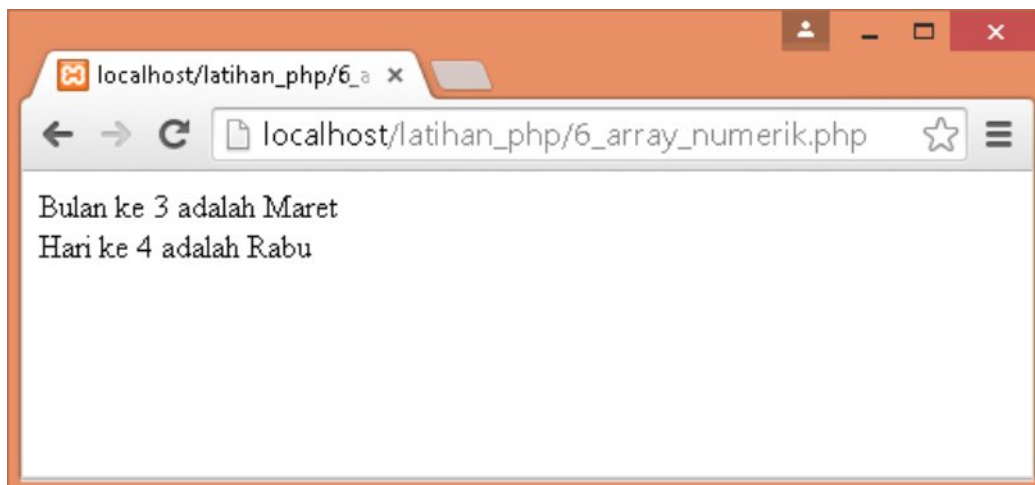 localhost/latihan_php/6_a
localhost/latihan_php/6_array_numerik.php
Bulan ke 3 adalah Maret
Hari ke 4 adalah Rabu